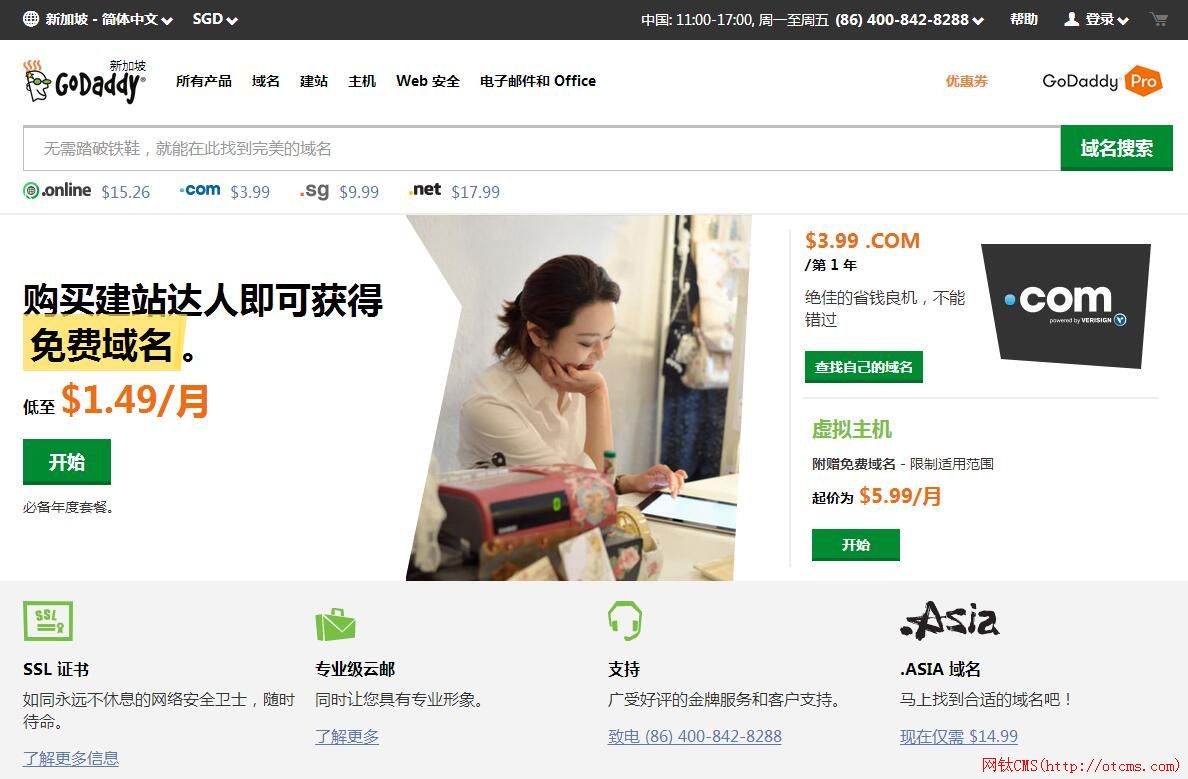 新加坡 - 简体中文 SGD 中国: 11:00-17:00, 周一至周五 (86) 400-842-8288 帮助 登录
新加坡
GoDaddy 所有产品 域名 建站 主机 Web 安全 电子邮件和 Office 优惠券 GoDaddy Pro
无需踏破铁鞋，就能在此找到完美的域名 域名搜索
.online $15.26 .com $3.99 .sg $9.99 .net $17.99
购买建站达人即可获得
免费域名。
低至 $1.49/月
开始
必备年度套餐。
$3.99 .COM
/第 1 年
绝佳的省钱良机，不能
错过
查找自己的域名
.com
powered by VERISIGN
虚拟主机
附赠免费域名 - 限制适用范围
起价为 $5.99/月
开始
SSL
SSL 证书
如同永远不休息的网络安全卫士，随时
待命。
了解更多信息
专业级云邮
同时让您具有专业形象。
了解更多
支持
广受好评的金牌服务和客户支持。
致电 (86) 400-842-8288
.Asia
.ASIA 域名
马上找到合适的域名吧！
现在仅需 $14.99
网钛CMS(http://otcms.com)